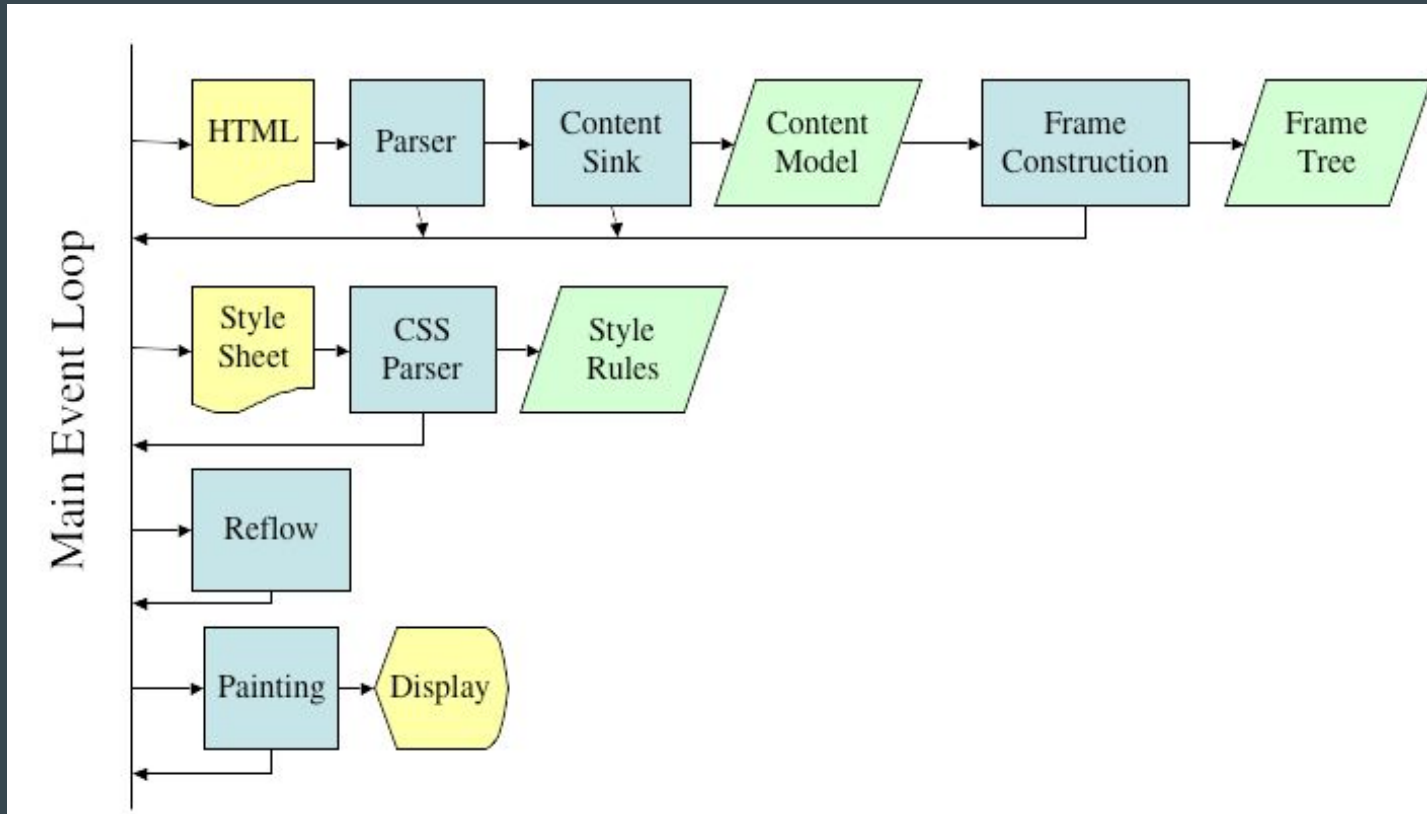 Main Event Loop
HTML
Parser
Content
Sink
Content
Model
Frame
Construction
Frame
Tree
Style
Sheet
CSS
Parser
Style
Rules
Reflow
Painting
Display